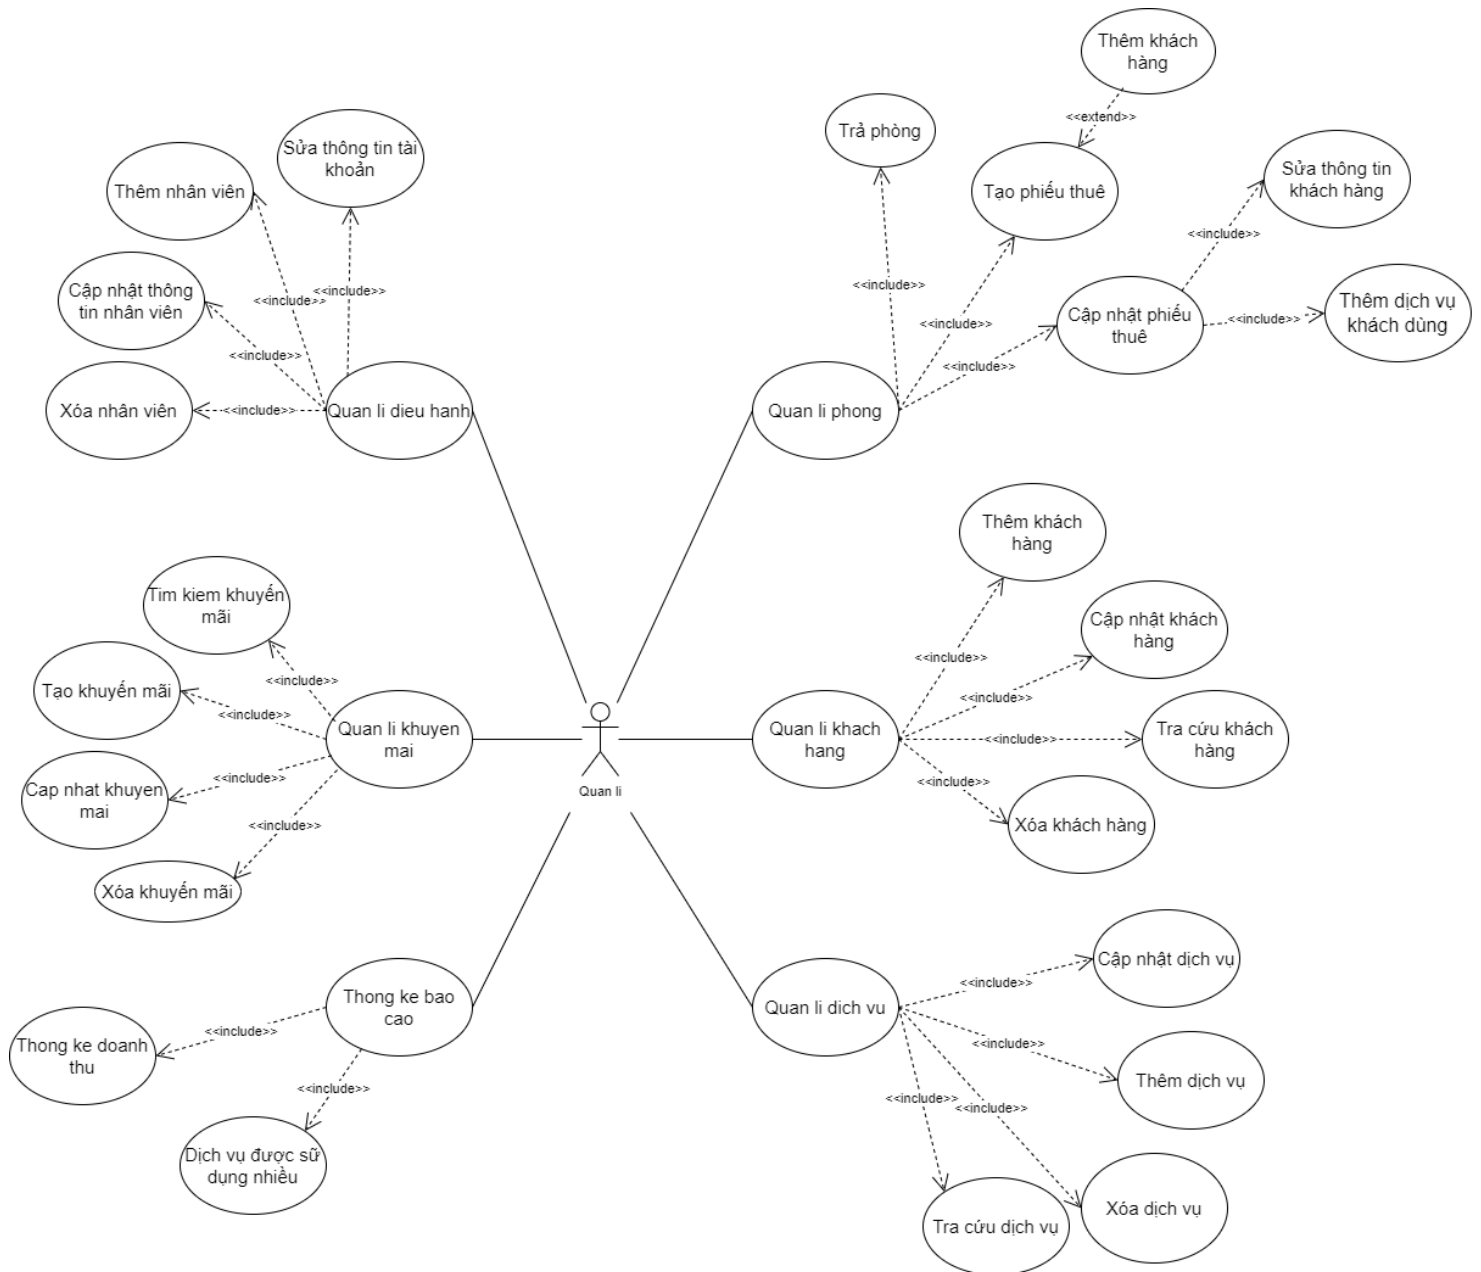 Thêm khách
hàng
<<extend>>
Trả phòng
Tạo phiếu thuê
Sửa thông tin
khách hàng
<<include>>
Thêm dịch vụ
khách dùng
<<include>>
Cập nhật phiếu
thuê
<<include>>
<<include>>
<<include>>
Quan li phong
Sửa thông tin tài
khoản
Thêm nhân viên
Cập nhật thông
tin nhân viên
<<include>>
<<include>>
<<include>>
Xóa nhân viên
<<include>>
Quan li dieu hanh
Thêm khách
hàng
<<include>>
Cập nhật khách
hàng
<<include>>
Quan li khach
hang
<<include>>
Tra cứu khách
hàng
<<include>>
Xóa khách hàng
Tim kiem khuyến
mãi
<<include>>
Tạo khuyến mãi
<<include>>
Quan li khuyen
mai
<<include>>
Cap nhat khuyen
mai
<<include>>
Xóa khuyến mãi
Quan li
Thong ke bao
cao
<<include>>
Thong ke doanh
thu
<<include>>
Dịch vụ được sữ
dụng nhiều
Quan li dich vu
<<include>>
Cập nhật dịch vụ
<<include>>
Thêm dịch vụ
<<include>>
<<include>>
Xóa dịch vụ
Tra cứu dịch vụ